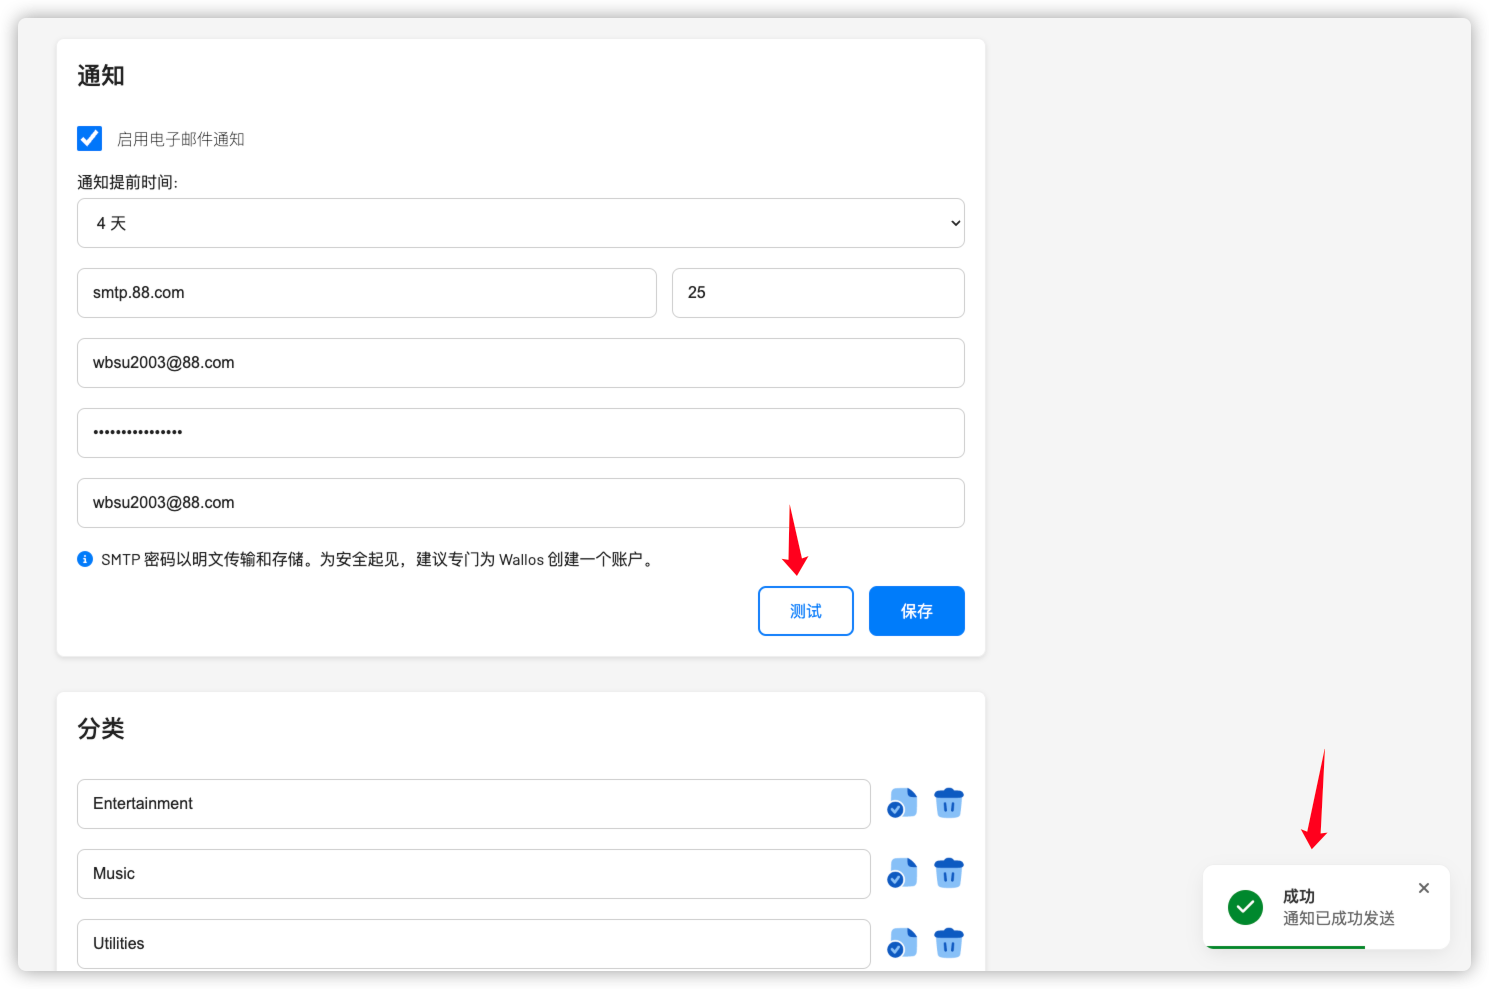 通知
启用电子邮件通知
通知提前时间:
4 天
smtp.88.com
25
wbsu2003@88.com
••••••••••••••••
wbsu2003@88.com
SMTP 密码以明文传输和存储。为安全起见，建议专门为 Wallos 创建一个账户。
测试
保存
分类
Entertainment
Music
Utilities
成功
通知已成功发送